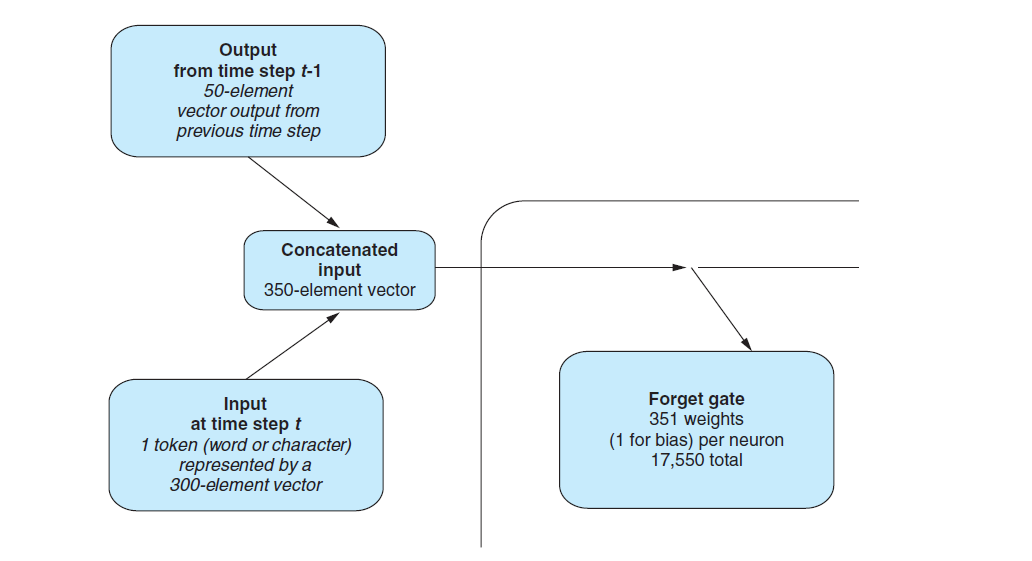 Output
from time step t-1
50-element
vector output from
previous time step
Concatenated
input
350-element vector
Input
at time step t
1 token (word or character)
represented by a
300-element vector
Forget gate
351 weights
(1 for bias) per neuron
17,550 total